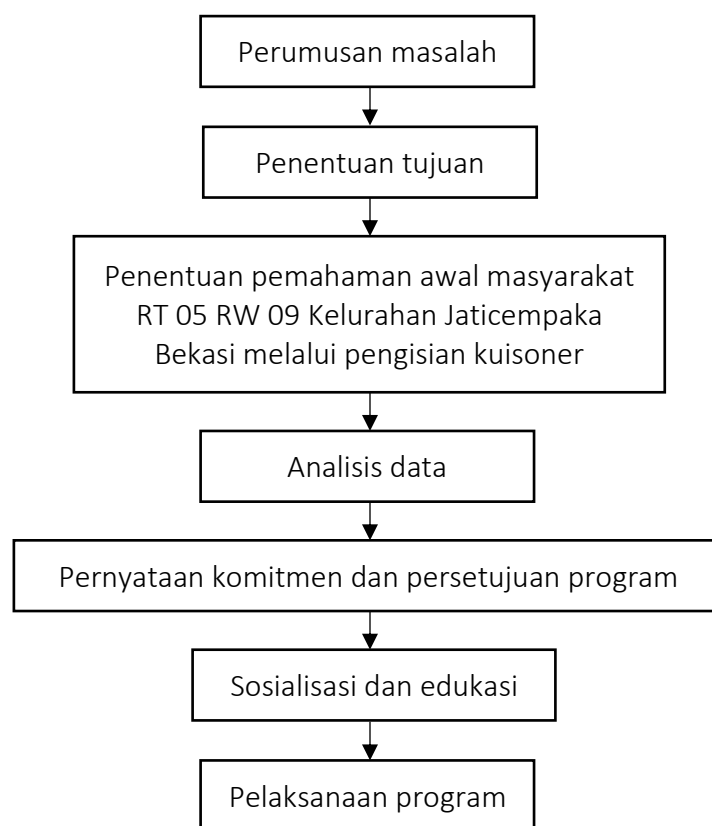 Perumusan masalah
Penentuan tujuan
Penentuan pemahaman awal masyarakat
RT 05 RW 09 Kelurahan Jaticempaka
Bekasi melalui pengisian kuisoner
Analisis data
Pernyataan komitmen dan persetujuan program
Sosialisasi dan edukasi
Pelaksanaan program